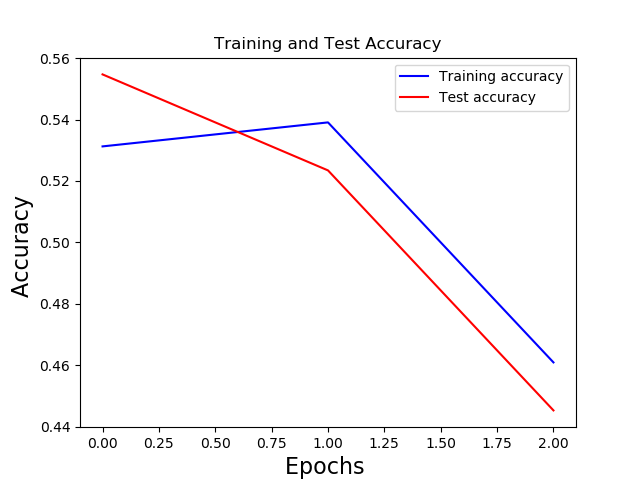 Training and Test Accuracy
Training accuracy
Test accuracy
0.56
0.54
0.52
0.50
0.48
0.46
0.44
Accuracy
0.00 0.25 0.50 0.75 1.00 1.25 1.50 1.75 2.00
Epochs